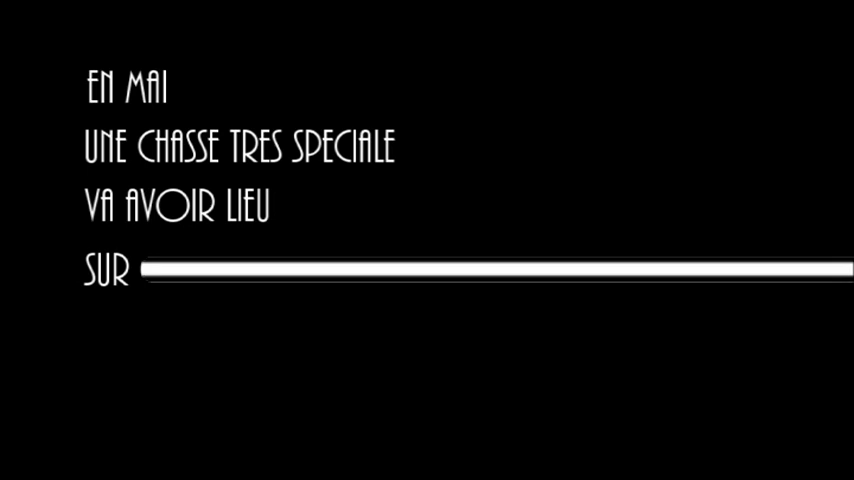 EN MAI
UNE CHASSE TRES SPECIALE
VA AVOIR LIEU
SUR